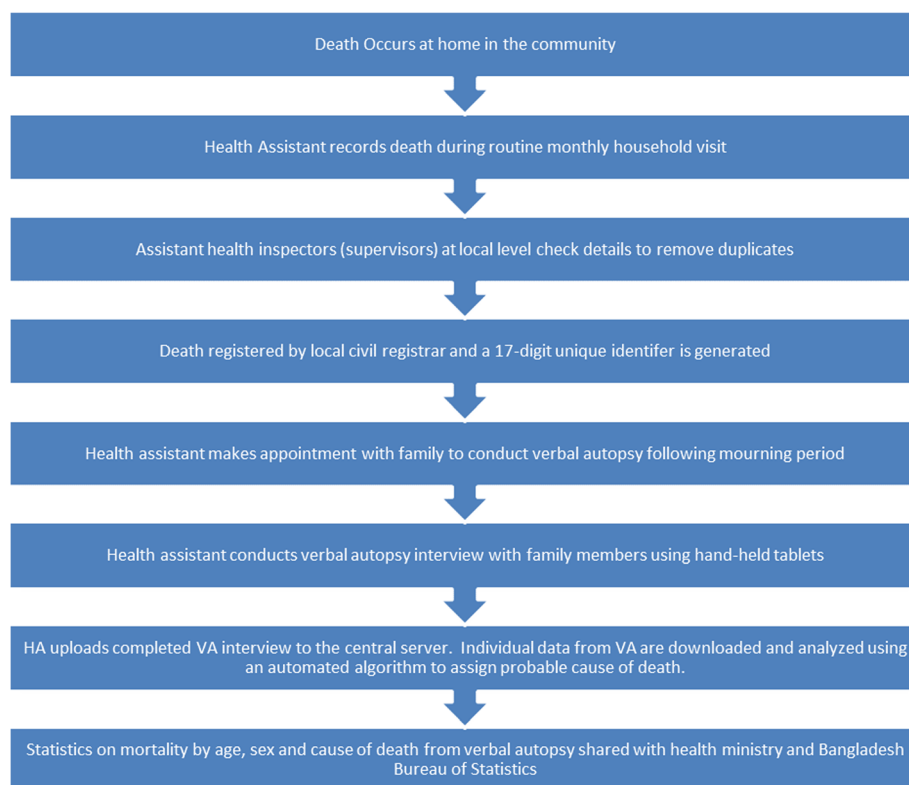 Death Occurs at home in the community
Health Assistant records death during routine monthly household visit
Assistant health inspectors (supervisors) at local level check details to remove duplicates
Death registered by local civil registrar and a 17-digit unique identifer is generated
Health assistant makes appointment with family to conduct verbal autopsy following mourning period
Health assistant conducts verbal autopsy interview with family members using hand-held tablets
HA uploads completed VA interview to the central server.  Individual data from VA are downloaded and analyzed using
an automated algorithm to assign probable cause of death.
Statistics on mortality by age, sex and cause of death from verbal autopsy shared with health ministry and Bangladesh
Bureau of Statistics